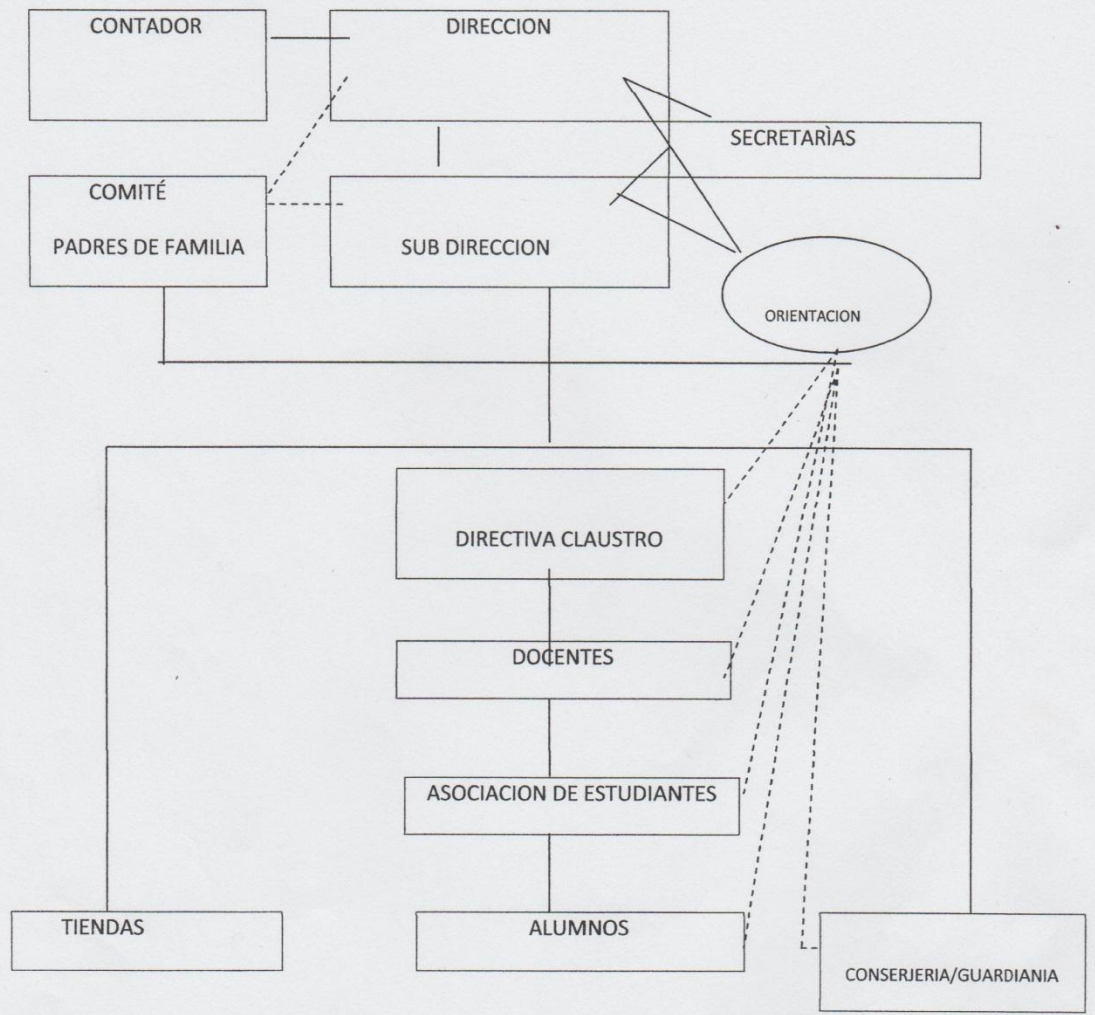 CONTADOR
DIRECCION
SECRETARÌAS
COMITÉ
PADRES DE FAMILIA
SUB DIRECCION
ORIENTACION
DIRECTIVA CLAUSTRO
DOCENTES
ASOCIACION DE ESTUDIANTES
TIENDAS
ALUMNOS
CONSERJERIA/GUARDIANIA